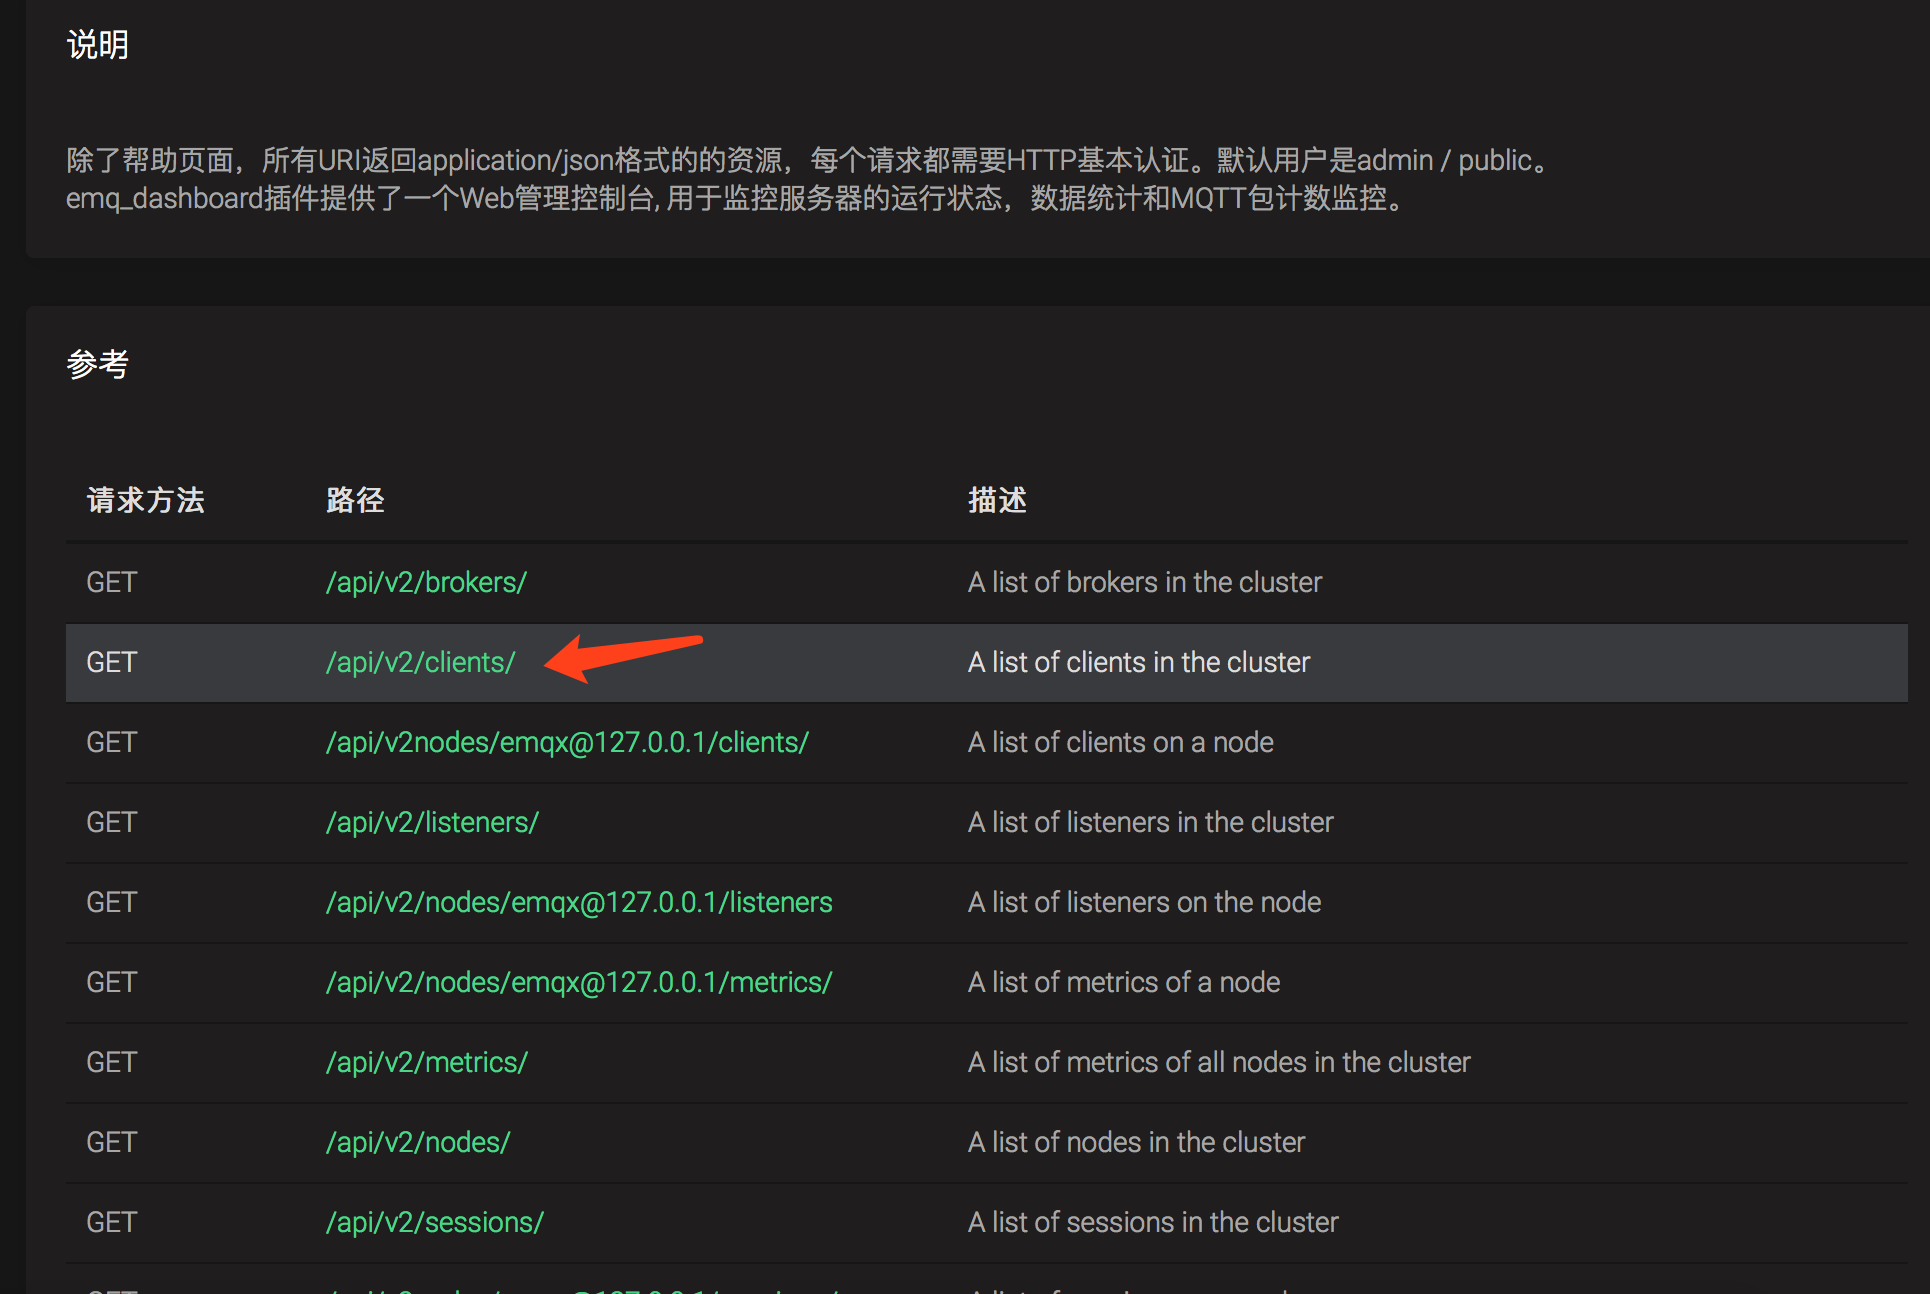 说明
除了帮助页面，所有URI返回application/json格式的的资源，每个请求都需要HTTP基本认证。默认用户是admin / public。
emq_dashboard插件提供了一个Web管理控制台, 用于监控服务器的运行状态，数据统计和MQTT包计数监控。
参考
请求方法 路径 描述
GET /api/v2/brokers/ A list of brokers in the cluster
GET /api/v2/clients/ A list of clients in the cluster
GET /api/v2nodes/emqx@127.0.0.1/clients/ A list of clients on a node
GET /api/v2/listeners/ A list of listeners in the cluster
GET /api/v2/nodes/emqx@127.0.0.1/listeners A list of listeners on the node
GET /api/v2/nodes/emqx@127.0.0.1/metrics/ A list of metrics of a node
GET /api/v2/metrics/ A list of metrics of all nodes in the cluster
GET /api/v2/nodes/ A list of nodes in the cluster
GET /api/v2/sessions/ A list of sessions in the cluster